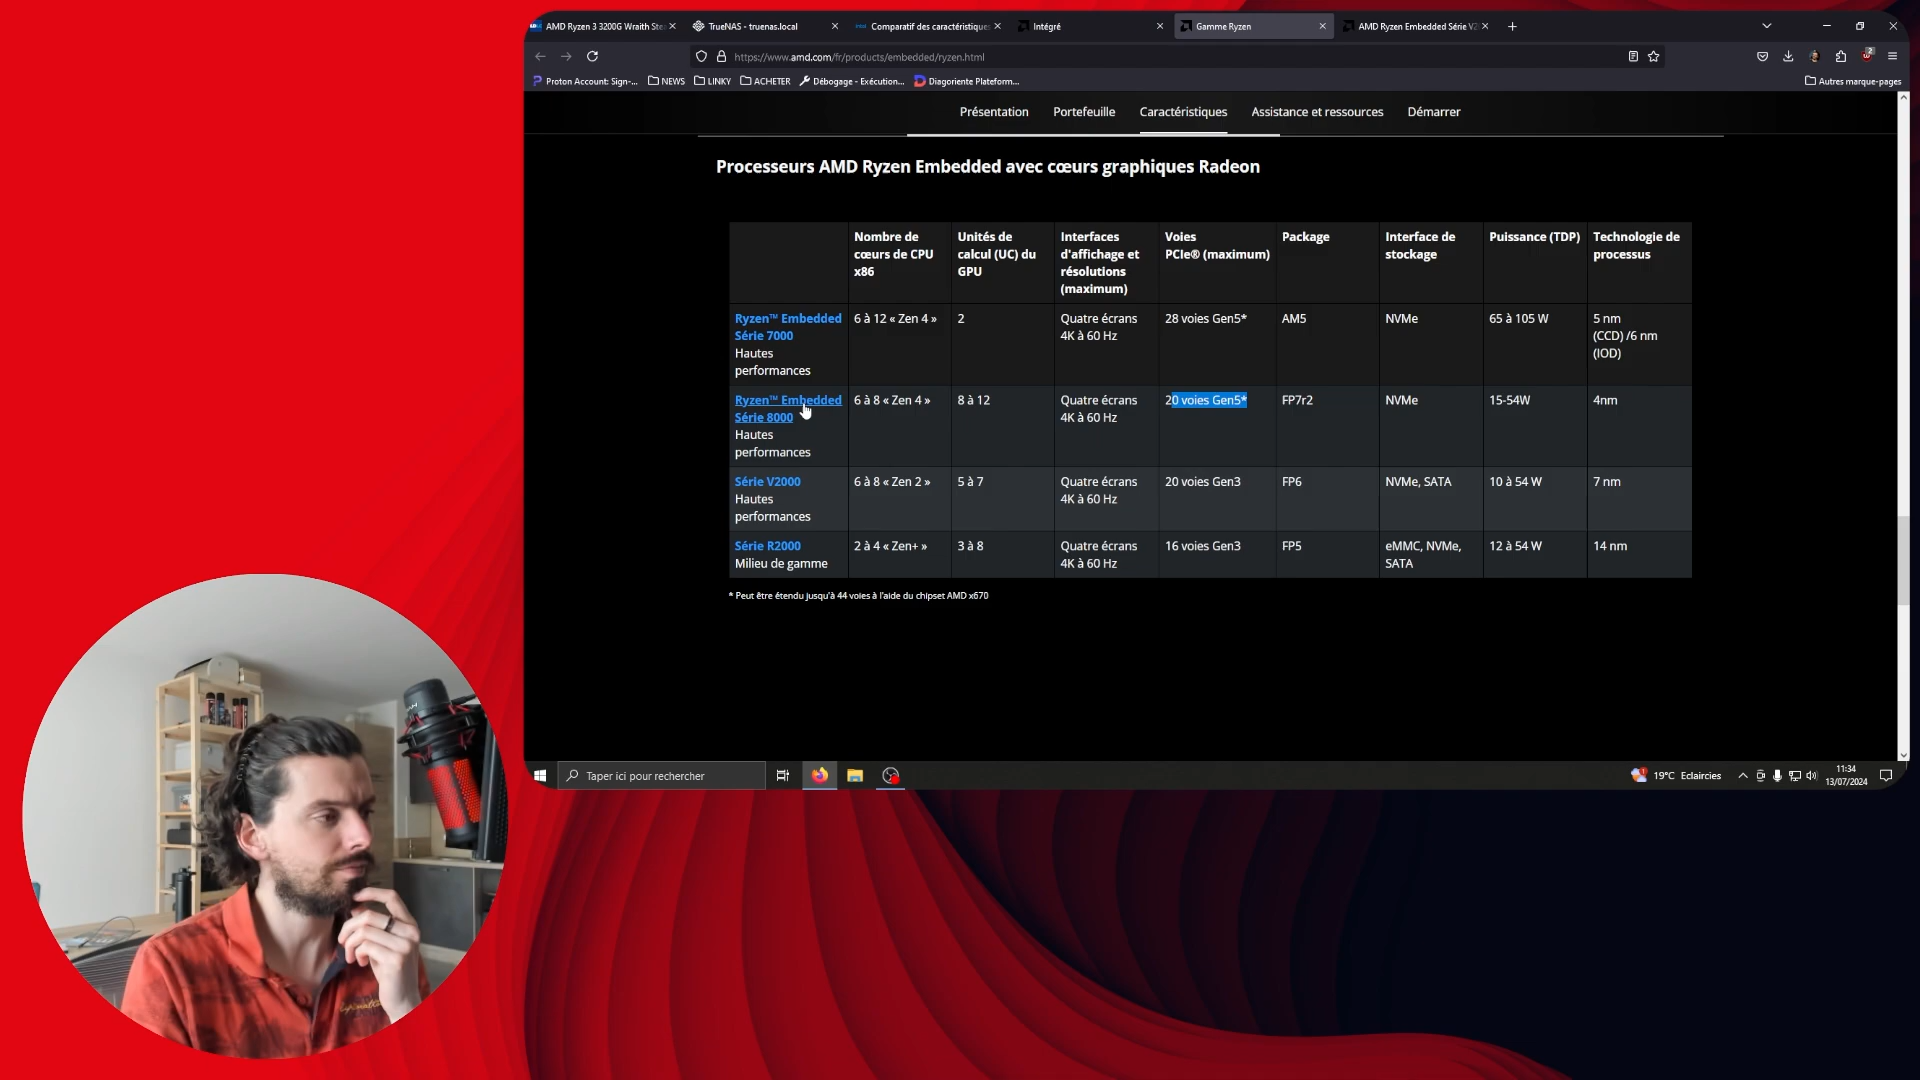 AMD Ryzen 3 3200G Wraith Ste
TrueNAS - truenas.local
Comparatif des caractéristiques
Intégré
Gamme Ryzen
AMD Ryzen Embedded Série V2
https://www.amd.com/fr/products/embedded/ryzen.html
2
Proton Account: Sign-...
NEWS
LINKY
ACHETER
Débogage - Exécution...
Diagoriente Plateform...
Autres marque-pages
Présentation
Portefeuille
Caractéristiques
Assistance et ressources
Démarrer
Processeurs AMD Ryzen Embedded avec cœurs graphiques Radeon
Nombre de
cœurs de CPU
x86
Unités de
calcul (UC) du
GPU
Interfaces
d'affichage et
résolutions
(maximum)
Voies
PCIe® (maximum)
Package
Interface de
stockage
Puissance (TDP)
Technologie de
processus
Ryzen™ Embedded
Série 7000
Hautes
performances
6 à 12 « Zen 4 »
2
Quatre écrans
4K à 60 Hz
28 voies Gen5*
AM5
NVMe
65 à 105 W
5 nm
(CCD) /6 nm
(IOD)
Ryzen™ Embedded
Série 8000
Hautes
performances
6 à 8 « Zen 4 »
8 à 12
Quatre écrans
4K à 60 Hz
20 voies Gen5*
FP7r2
NVMe
15-54W
4nm
Série V2000
Hautes
performances
6 à 8 « Zen 2 »
5 à 7
Quatre écrans
4K à 60 Hz
20 voies Gen3
FP6
NVMe, SATA
10 à 54 W
7 nm
Série R2000
Milieu de gamme
2 à 4 « Zen+ »
3 à 8
Quatre écrans
4K à 60 Hz
16 voies Gen3
FP5
eMMC, NVMe,
SATA
12 à 54 W
14 nm
* Peut être étendu jusqu'à 44 voies à l'aide du chipset AMD x670
Taper ici pour rechercher
19°C Eclaircies
11:34
13/07/2024